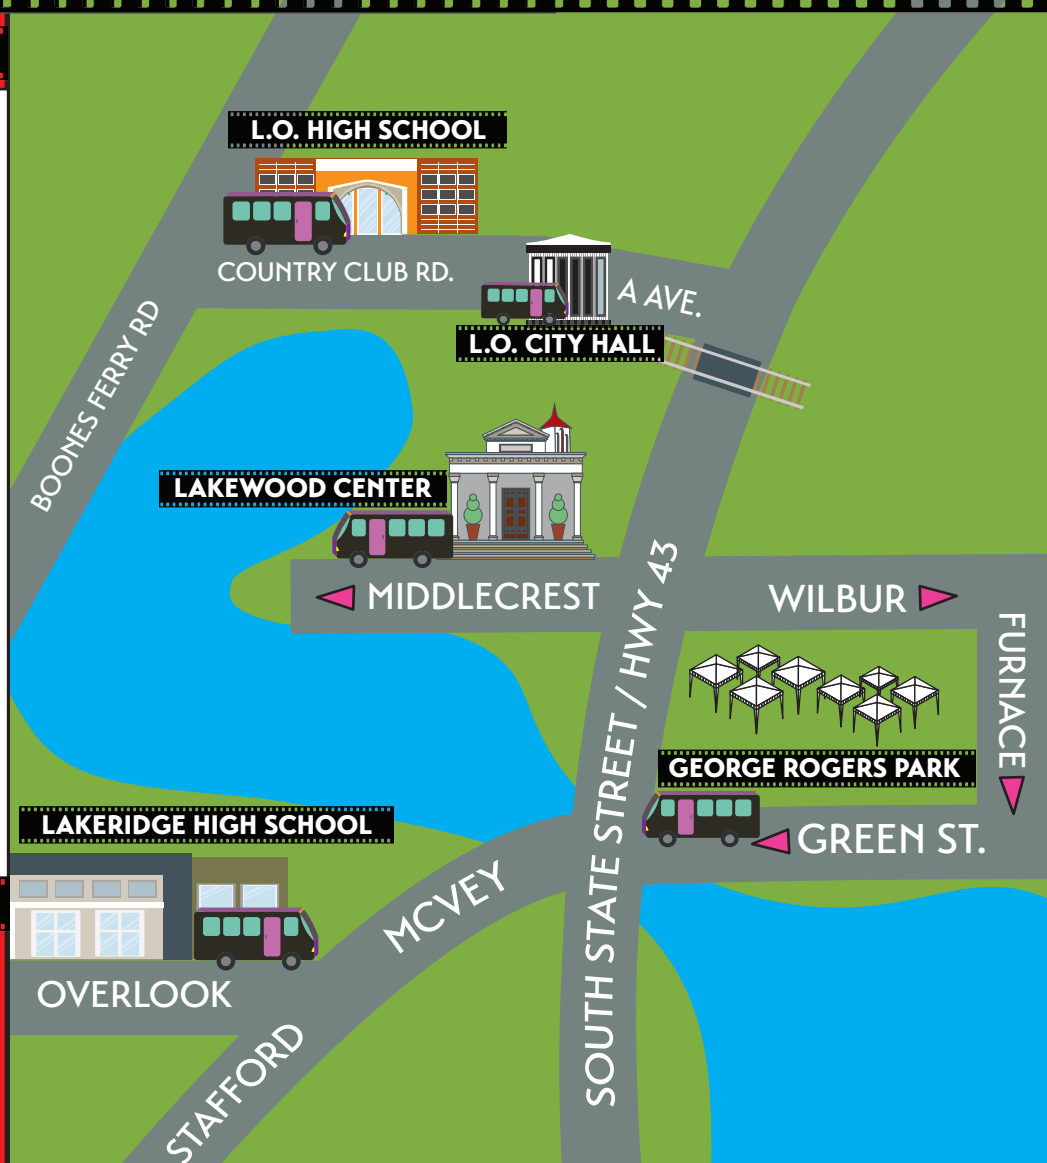 L.O. HIGH SCHOOL
COUNTRY CLUB RD.
A AVE.
L.O. CITY HALL
BOONES FERRY RD
LAKEWOOD CENTER
MIDDLECREST
WILBUR
SOUTH STATE STREET / HWY 43
FURNACE
GEORGE ROGERS PARK
GREEN ST.
LAKERIDGE HIGH SCHOOL
MCVEY
OVERLOOK
STAFFORD